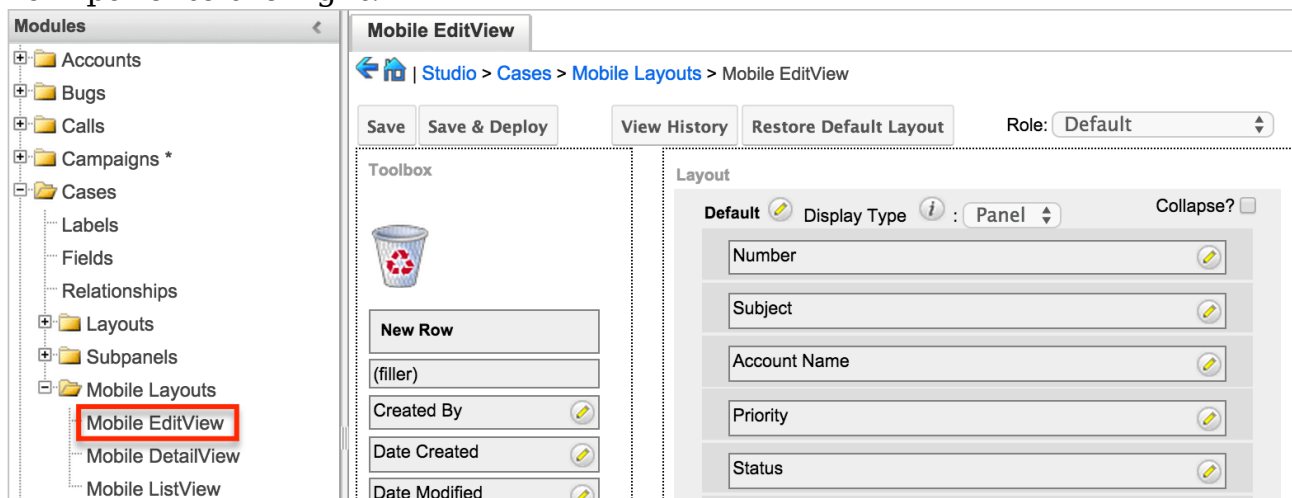 Modules
Accounts
Bugs
Calls
Campaigns *
Cases
Labels
Fields
Relationships
Layouts
Subpanels
Mobile Layouts
Mobile EditView
Mobile DetailView
Mobile ListView
Mobile EditView
| Studio > Cases > Mobile Layouts > Mobile EditView
Save Save & Deploy View History Restore Default Layout Role: Default
Toolbox
New Row
(filler)
Created By
Date Created
Date Modified
Layout
Default Display Type i : Panel Collapse?
Number
Subject
Account Name
Priority
Status